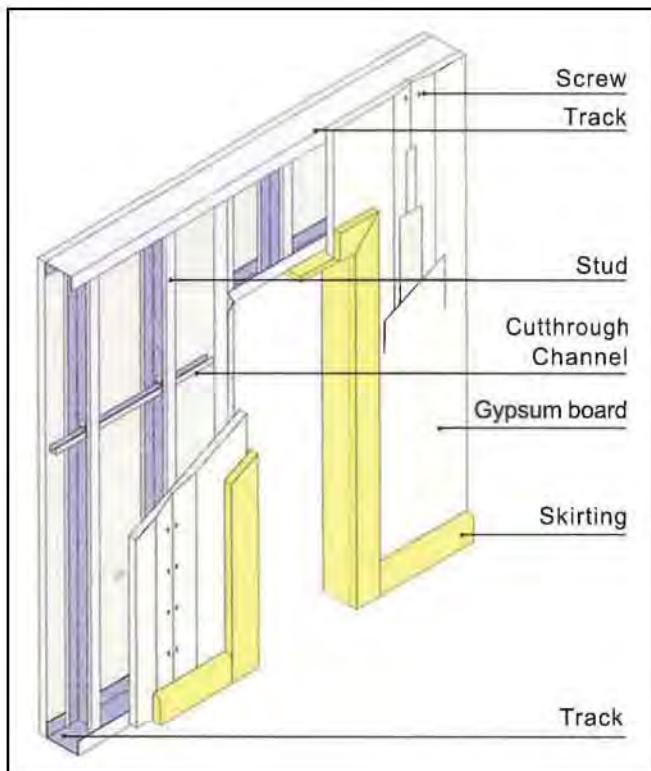 Screw
Track
Stud
Cutthrough
Channel
Gypsum board
Skirting
Track